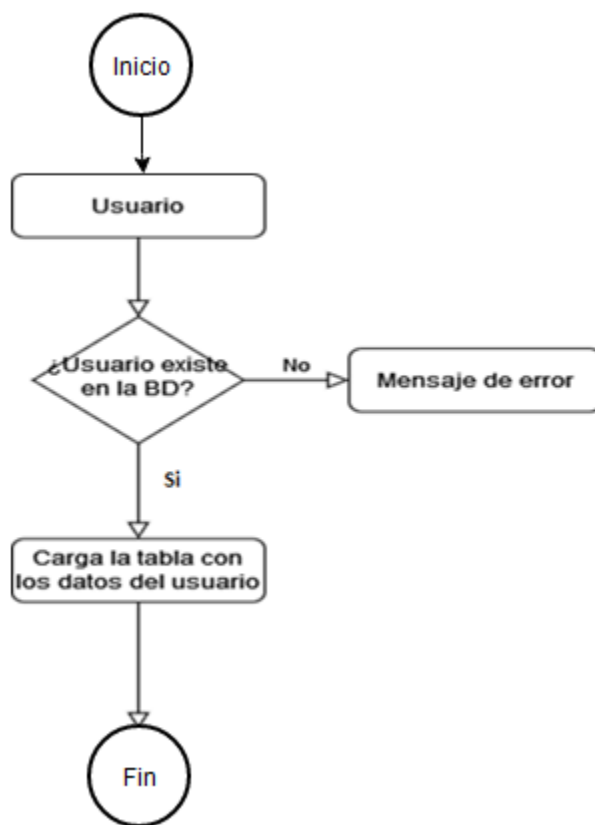 Inicio
Usuario
¿Usuario existe
en la BD?
No
Mensaje de error
Si
Carga la tabla con
los datos del usuario
Fin